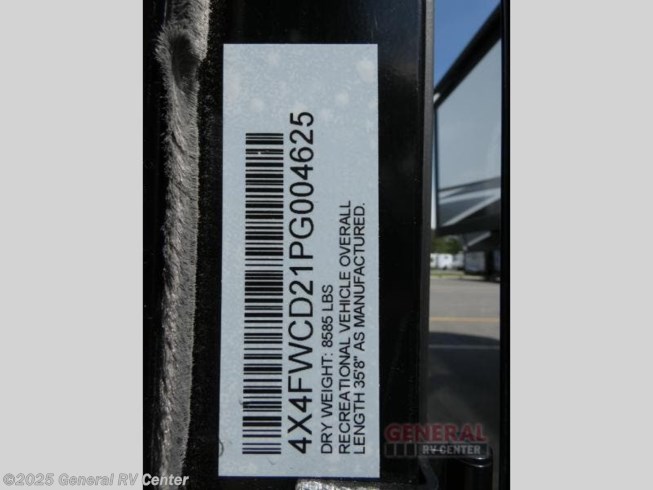 4X4FWCD21PG004625
DRY WEIGHT: 8585 LBS
RECREATIONAL VEHICLE OVERALL
LENGTH 35'8" AS MANUFACTURED.
GENERAL
RV CENTER
©2025 General RV Center